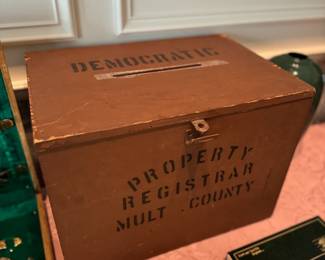 DEMOCRATIC
PROPERTY
REGISTRAR
MULT. COUNTY